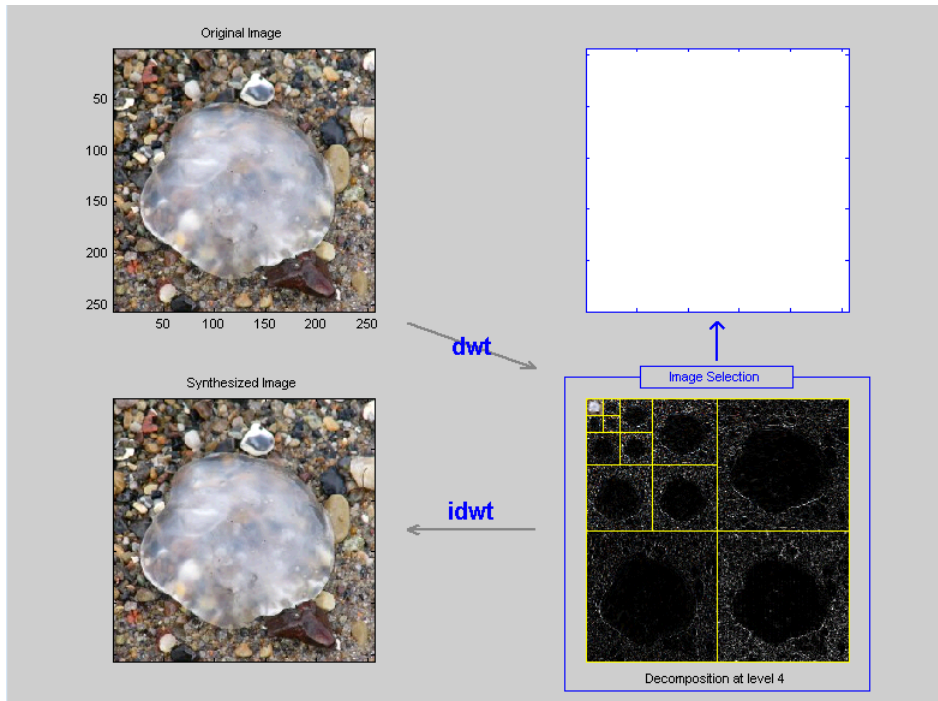 Original Image
50
100
150
200
250
50 100 150 200 250
dwt
Image Selection
Synthesized Image
idwt
Decomposition at level 4